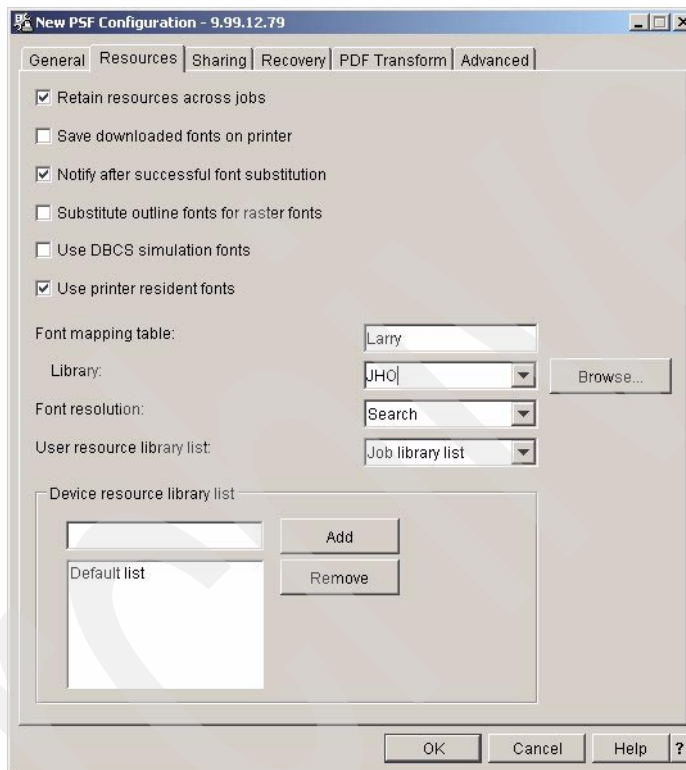 New PSF Configuration - 9.99.12.79
General Resources Sharing Recovery PDF Transform Advanced
Retain resources across jobs
Save downloaded fonts on printer
Notify after successful font substitution
Substitute outline fonts for raster fonts
Use DBCS simulation fonts
Use printer resident fonts
Font mapping table: Larry
Library: JHO Browse...
Font resolution: Search
User resource library list: Job library list
Device resource library list
Add
Default list Remove
OK Cancel Help ?